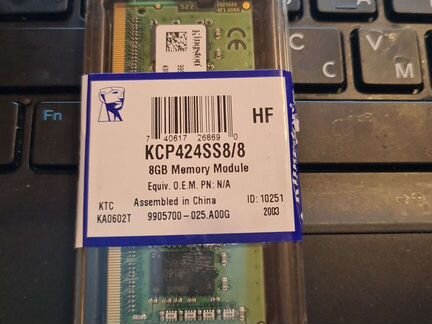 Kingston
HF
7 40617 26869 0
KCP424SS8/8
8GB Memory Module
Equiv. O.E.M. PN: N/A
KTC Assembled in China ID: 10251
KA0602T 9905700-025.A00G 2003
Fn
C
V
M